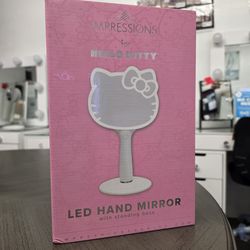 IMPRESSIONS
HELLO KITTY
LED HAND MIRROR
with standing base